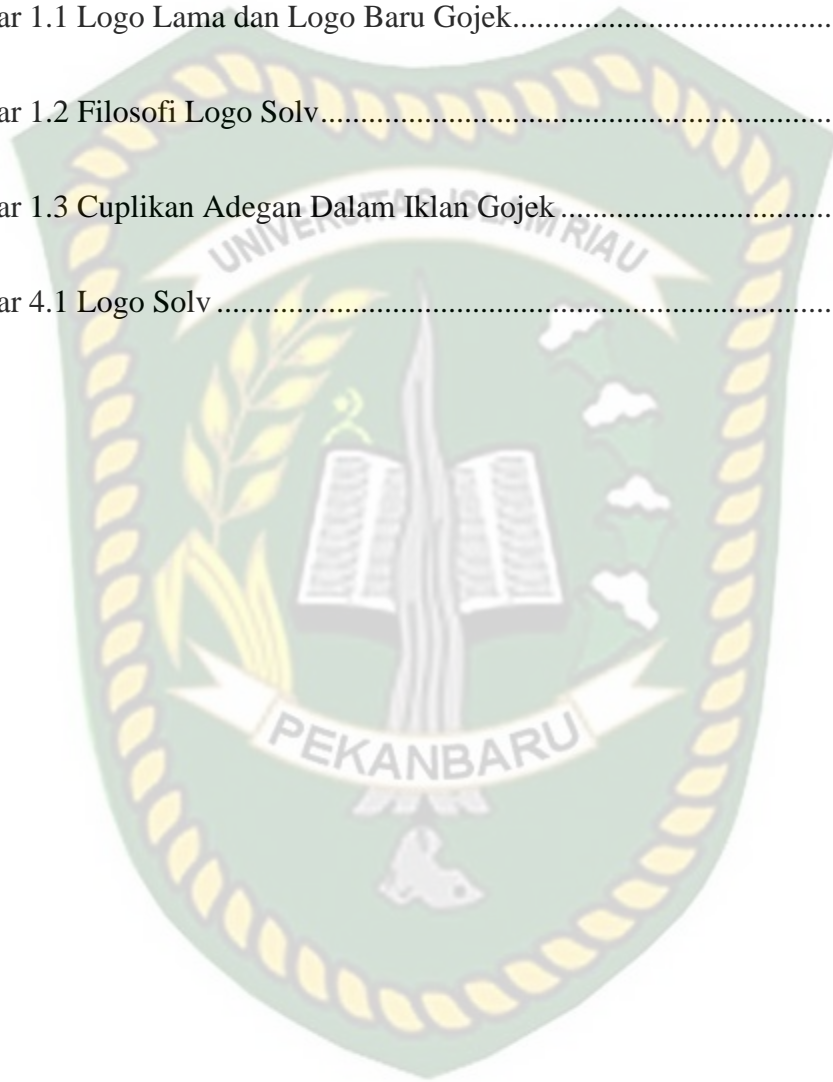 ar 1.1 Logo Lama dan Logo Baru Gojek....................................
ar 1.2 Filosofi Logo Solv...........................................................
UNIVERSITAS ISLAM RIAU
ar 1.3 Cuplikan Adegan Dalam Iklan Gojek ..............................
ar 4.1 Logo Solv .......................................................................
PEKANBARU